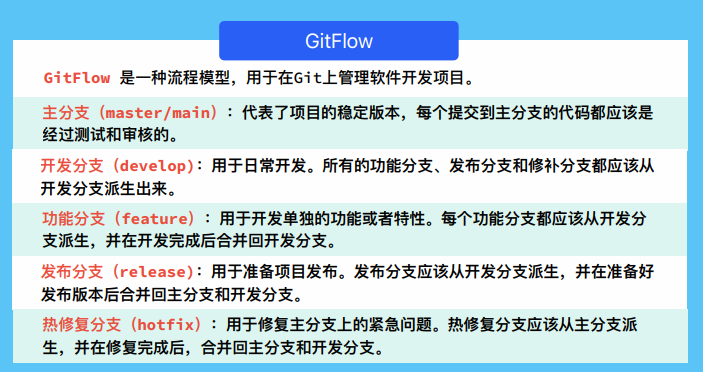 GitFlow
GitFlow 是一种流程模型，用于在Git上管理软件开发项目。
主分支（master/main）：代表了项目的稳定版本，每个提交到主分支的代码都应该是
经过测试和审核的。
开发分支（develop)：用于日常开发。所有的功能分支、发布分支和修补分支都应该从
开发分支派生出来。
功能分支（feature）：用于开发单独的功能或者特性。每个功能分支都应该从开发分
支派生，并在开发完成后合并回开发分支。
发布分支（release)：用于准备项目发布。发布分支应该从开发分支派生，并在准备好
发布版本后合并回主分支和开发分支。
热修复分支（hotfix）：用于修复主分支上的紧急问题。热修复分支应该从主分支派
生，并在修复完成后，合并回主分支和开发分支。